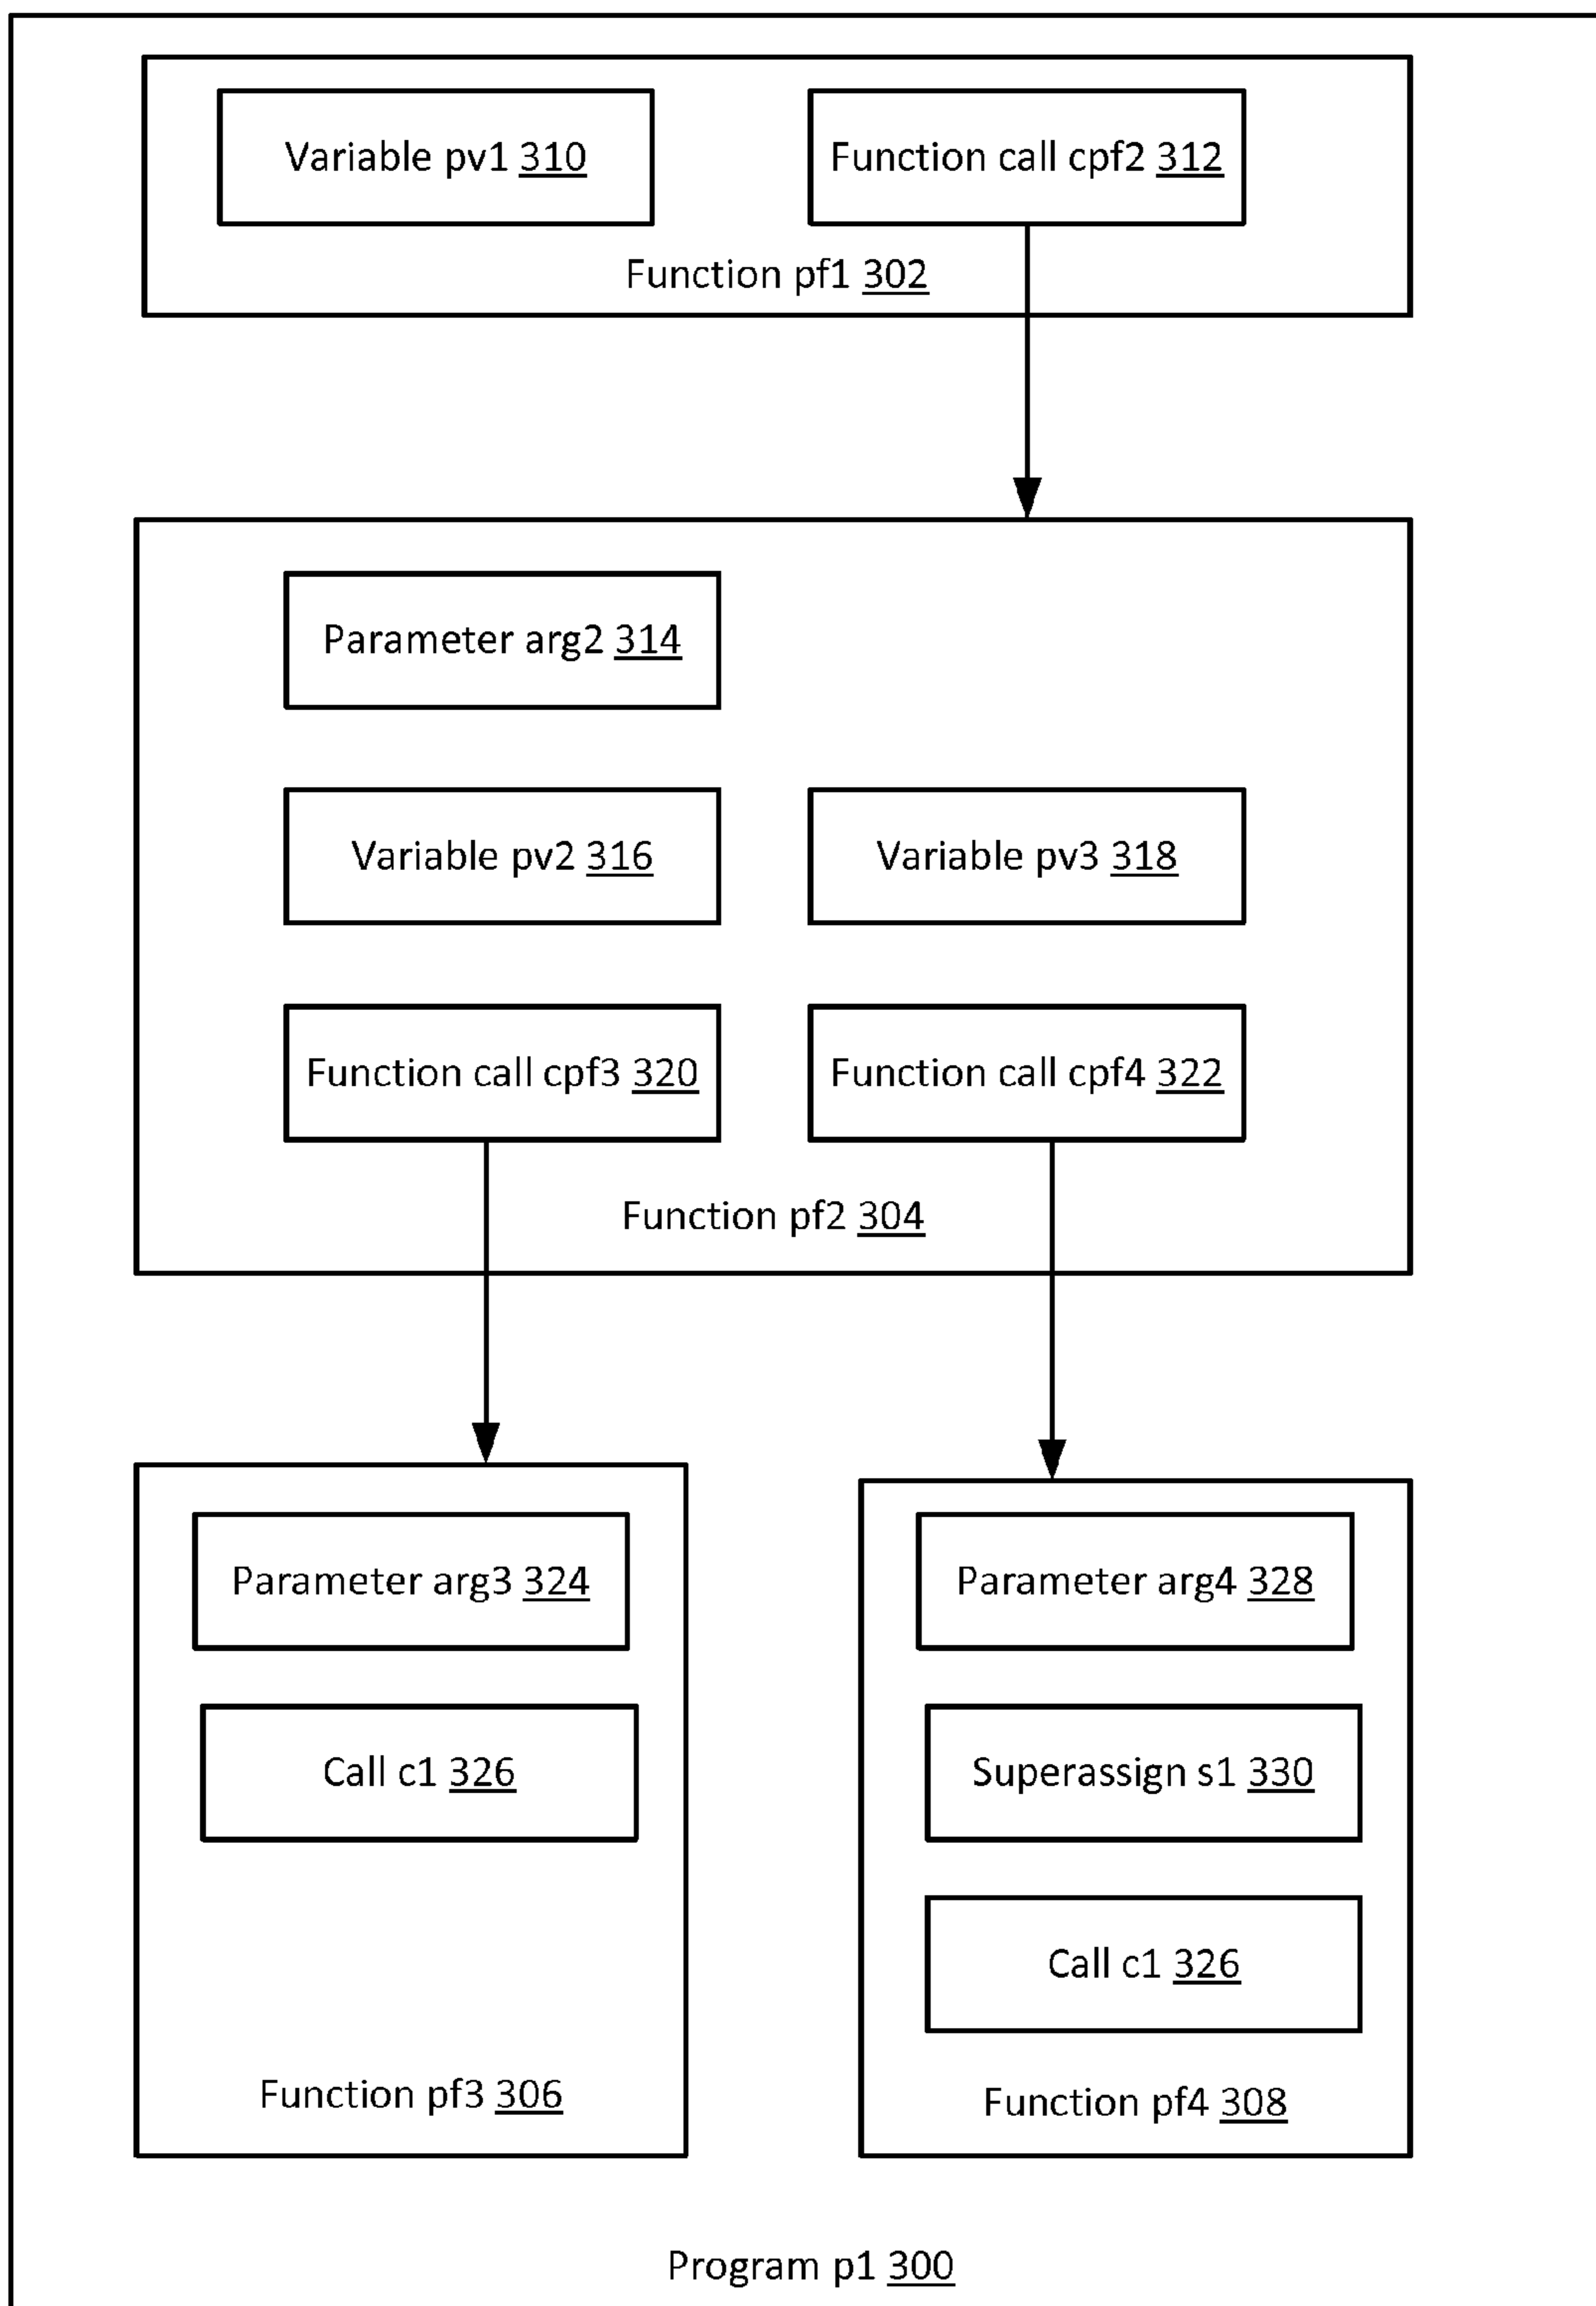 Variable pv1 310
Function call cpf2 312
Function pf1 302
Parameter arg2 314
Variable pv2 316
Variable pv3 318
Function call cpf3 320
Function call cpf4 322
Function pf2 304
Parameter arg3 324
Call c1 326
Function pf3 306
Parameter arg4 328
Superassign s1 330
Call c1 326
Function pf4 308
Program p1 300